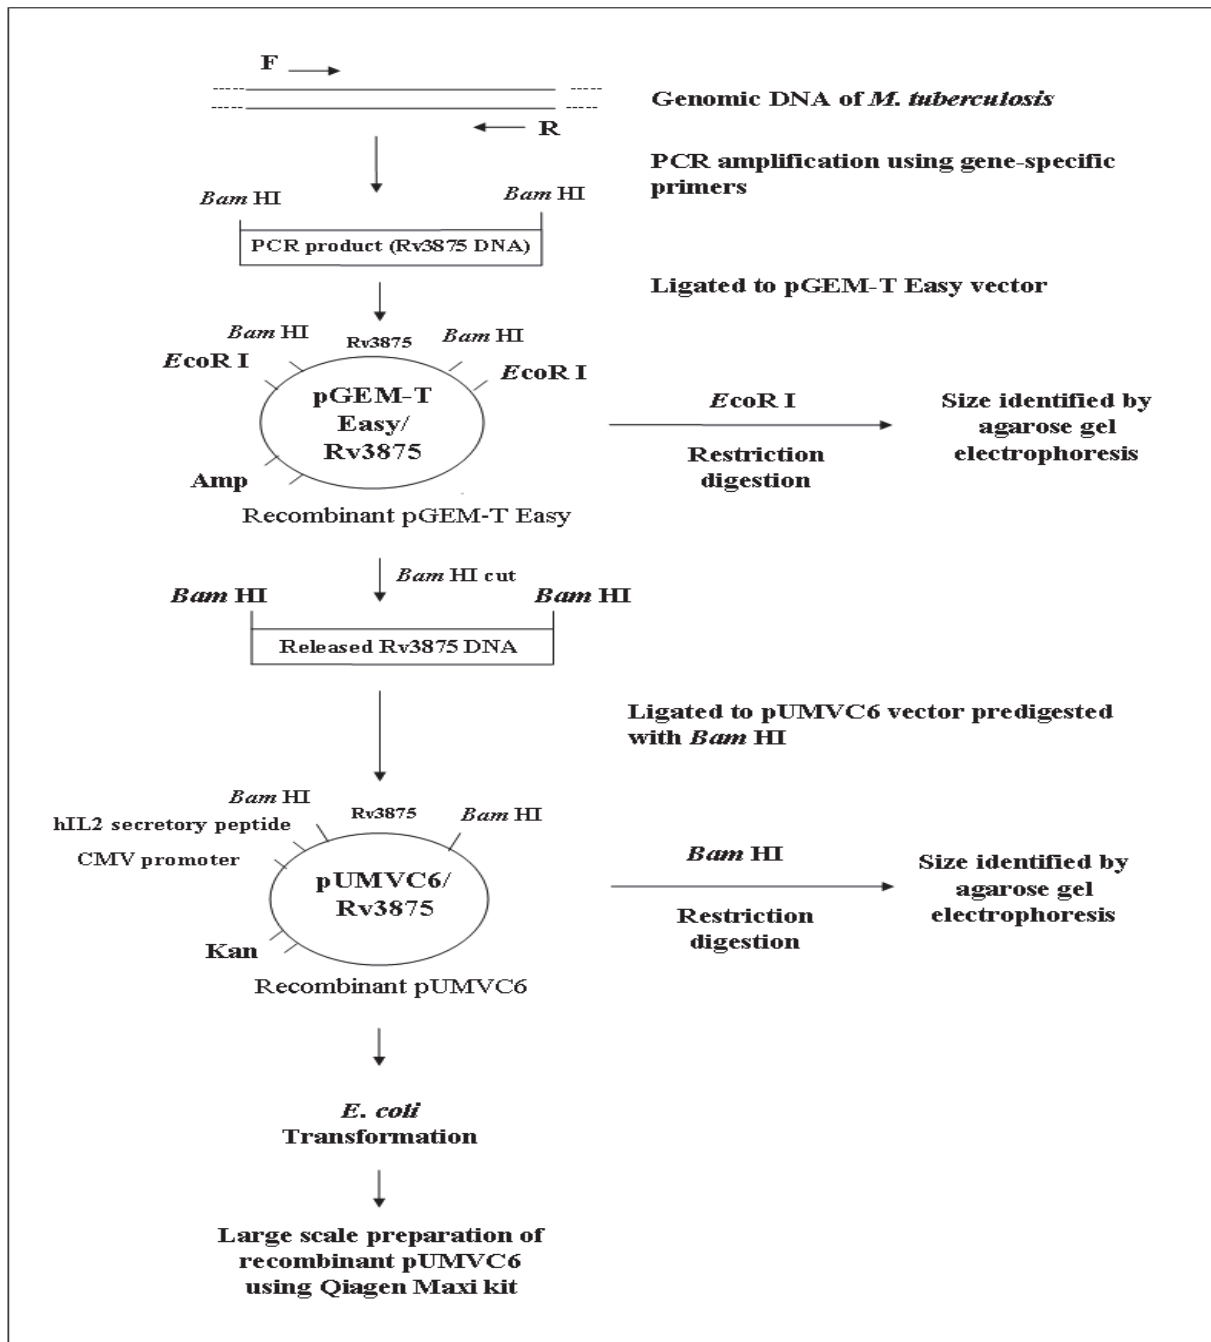 F
Genomic DNA of M. tuberculosis
R
PCR amplification using gene-specific
primers
Bam HI
Bam HI
PCR product (Rv3875 DNA)
Ligated to pGEM-T Easy vector
Bam HI
Rv3875
Bam HI
EcoR I
EcoR I
pGEM-T
Easy/
Rv3875
Amp
Recombinant pGEM-T Easy
EcoR I
Restriction
digestion
Size identified by
agarose gel
electrophoresis
Bam HI cut
Bam HI
Bam HI
Released Rv3875 DNA
Ligated to pUMVC6 vector predigested
with Bam HI
Bam HI
Rv3875
Bam HI
hIL2 secretory peptide
CMV promoter
pUMVC6/
Rv3875
Kan
Recombinant pUMVC6
Bam HI
Restriction
digestion
Size identified by
agarose gel
electrophoresis
E. coli
Transformation
Large scale preparation of
recombinant pUMVC6
using Qiagen Maxi kit